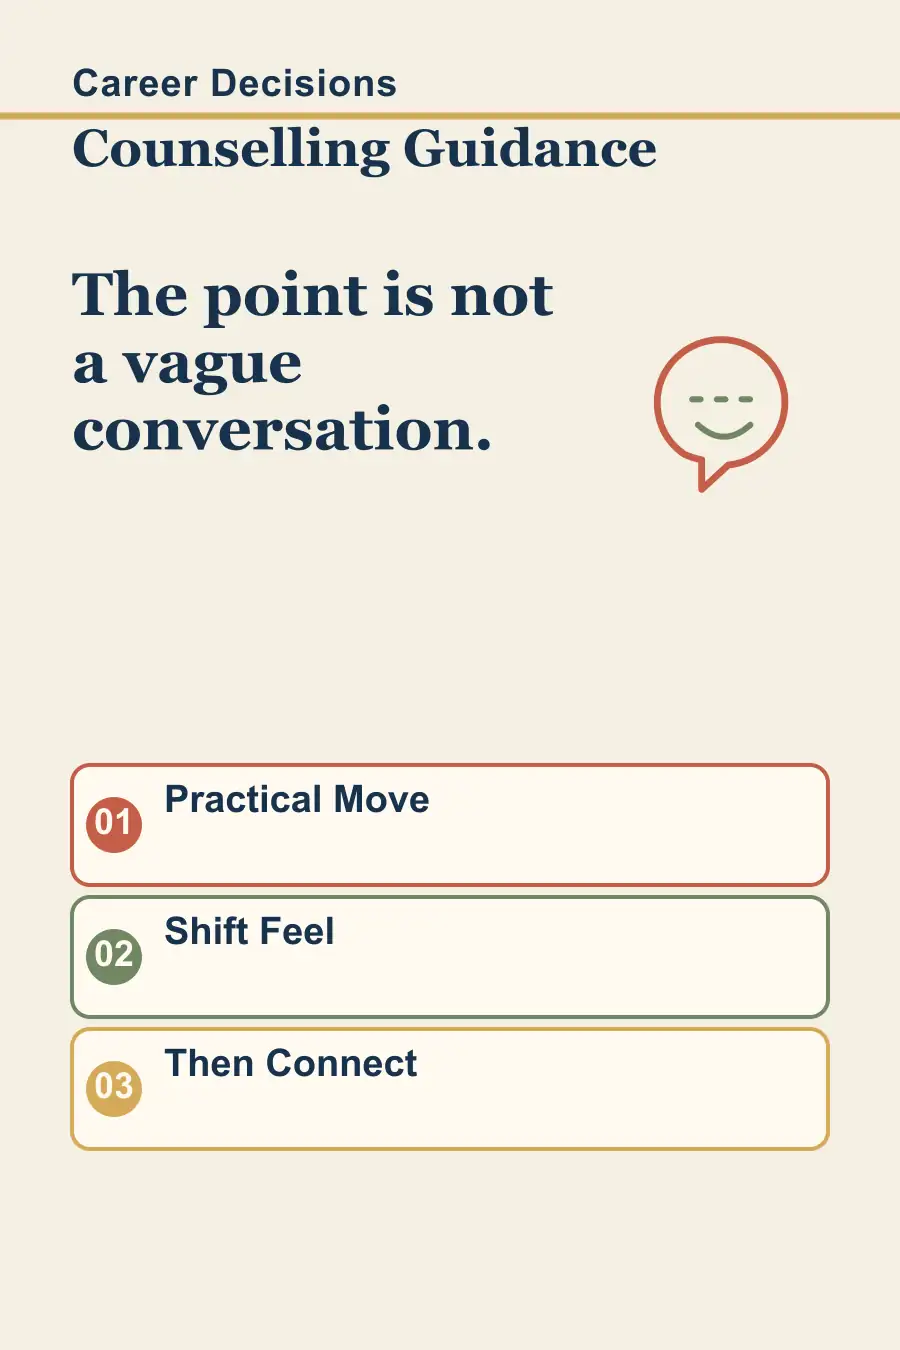 Career Decisions
Counselling Guidance
The point is not
a vague
conversation.
01
Practical Move
02
Shift Feel
03
Then Connect